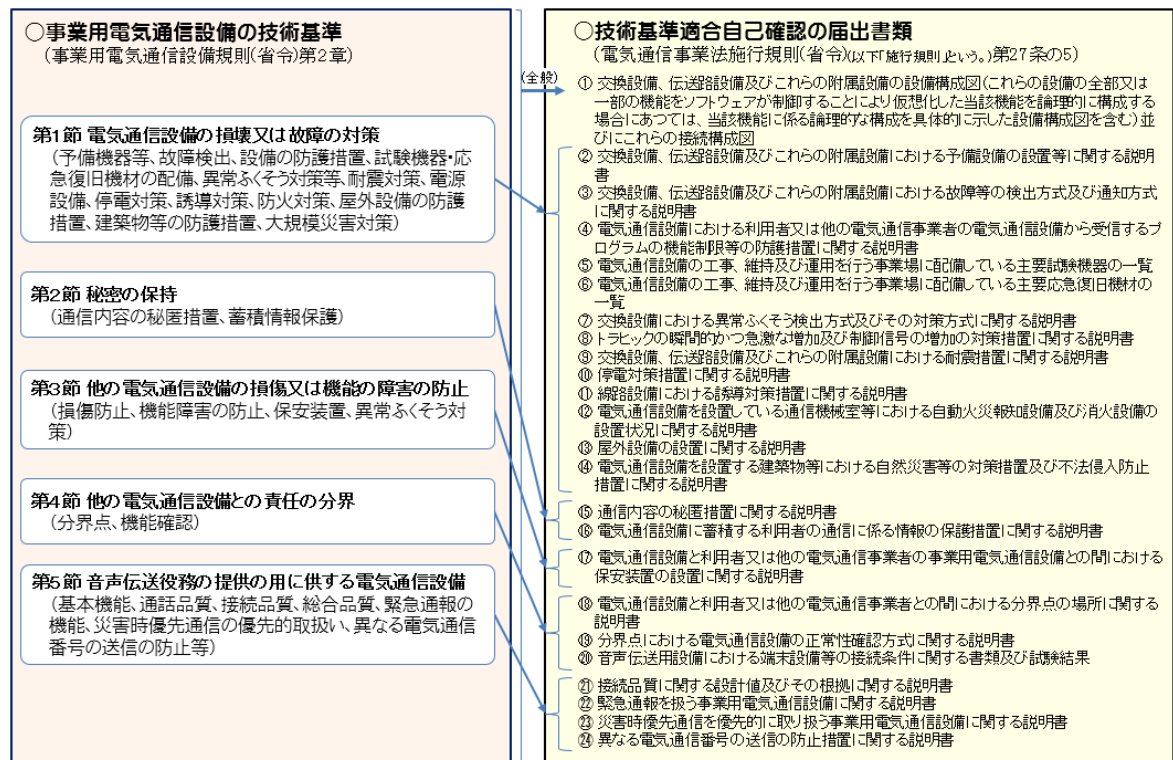 ○事業用電気通信設備の技術基準
(事業用電気通信設備規則(省令)第2章)
第1節 電気通信設備の損壊又は故障の対策
(予備機器等、故障検出、設備の防護措置、試験機器・応
急復旧機材の配備、異常ふくそう対策等、耐震対策、電源
設備、停電対策、誘導対策、防火対策、屋外設備の防護
措置、建築物等の防護措置、大規模災害対策)
第2節 秘密の保持
(通信内容の秘匿措置、蓄積情報保護)
第3節 他の電気通信設備の損傷又は機能の障害の防止
(損傷防止、機能障害の防止、保安装置、異常ふくそう対
策)
第4節 他の電気通信設備との責任の分界
(分界点、機能確認)
第5節 音声伝送役務の提供の用に供する電気通信設備
(基本機能、通話品質、接続品質、総合品質、緊急通報の
機能、災害時優先通信の優先的取扱い、異なる電気通信
番号の送信の防止等)
(全般)
○技術基準適合自己確認の届出書類
(電気通信事業法施行規則(省令)(以下「施行規則」という。)第27条の5)
① 交換設備、伝送路設備及びこれらの附属設備の設備構成図(これらの設備の全部又は
一部の機能をソフトウェアが制御することにより仮想化した当該機能を論理的に構成する
場合にあつては、当該機能に係る論理的な構成を具体的に示した設備構成図を含む)並
びにこれらの接続構成図
② 交換設備、伝送路設備及びこれらの附属設備における予備設備の設置等に関する説明
書
③ 交換設備、伝送路設備及びこれらの附属設備における故障等の検出方式及び通知方式
に関する説明書
④ 電気通信設備における利用者又は他の電気通信事業者の電気通信設備から受信するプ
ログラムの機能制限等の防護措置に関する説明書
⑤ 電気通信設備の工事、維持及び運用を行う事業場に配備している主要試験機器の一覧
⑥ 電気通信設備の工事、維持及び運用を行う事業場に配備している主要応急復旧機材の
一覧
⑦ 交換設備における異常ふくそう検出方式及びその対策方式に関する説明書
⑧ トラヒックの瞬間的かつ急激な増加及び制御信号の増加の対策措置に関する説明書
⑨ 交換設備、伝送路設備及びこれらの附属設備における耐震措置に関する説明書
⑩ 停電対策措置に関する説明書
⑪ 線路設備における誘導対策措置に関する説明書
⑫ 電気通信設備を設置している通信機械室等における自動火災報知設備及び消火設備の
設置状況に関する説明書
⑬ 屋外設備の設置に関する説明書
⑭ 電気通信設備を設置する建築物等における自然災害等の対策措置及び不法侵入防止
措置に関する説明書
⑮ 通信内容の秘匿措置に関する説明書
⑯ 電気通信設備に蓄積する利用者の通信に係る情報の保護措置に関する説明書
⑰ 電気通信設備と利用者又は他の電気通信事業者の事業用電気通信設備との間における
保安装置の設置に関する説明書
⑱ 電気通信設備と利用者又は他の電気通信事業者との間における分界点の場所に関する
説明書
⑲ 分界点における電気通信設備の正常性確認方式に関する説明書
⑳ 音声伝送用設備における端末設備等の接続条件に関する書類及び試験結果
㉑ 接続品質に関する設計値及びその根拠に関する説明書
㉒ 緊急通報を扱う事業用電気通信設備に関する説明書
㉓ 災害時優先通信を優先的に取り扱う事業用電気通信設備に関する説明書
㉔ 異なる電気通信番号の送信の防止措置に関する説明書